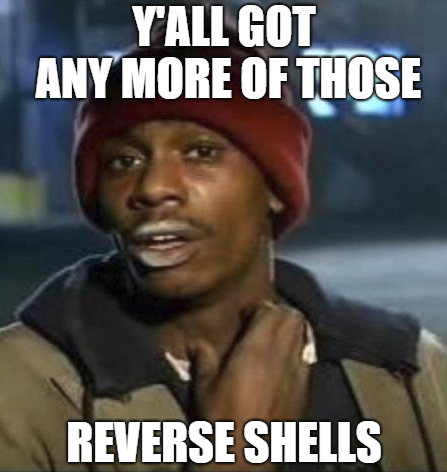 Y'ALL GOT
ANY MORE OF THOSE
REVERSE SHELLS